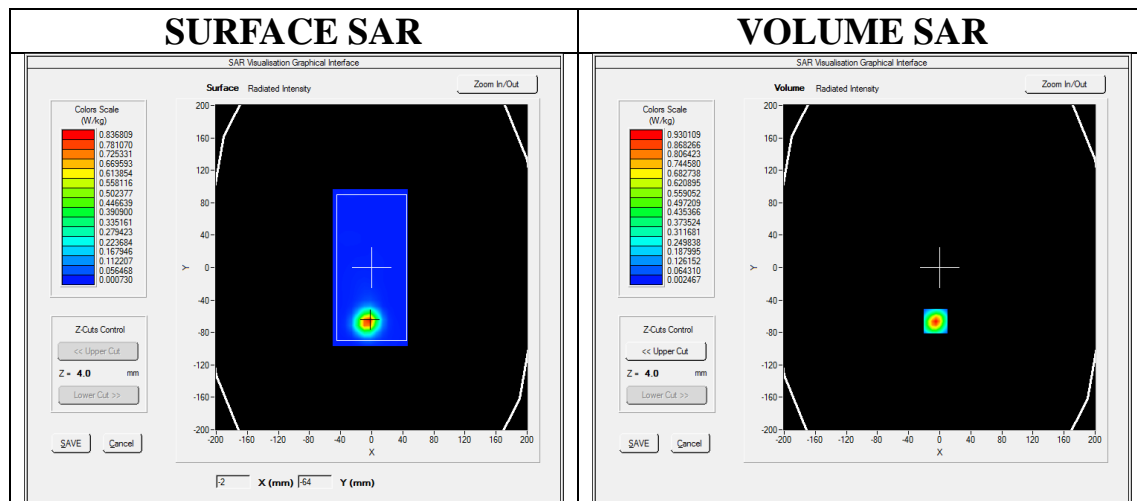 SURFACE SAR
SAR Visualisation Graphical Interface
Surface Radiated Intensity
Zoom In/Out
Colors Scale
(W/kg)
0.836809
0.781070
0.725331
0.669593
0.613854
0.558116
0.502377
0.446639
0.390900
0.335161
0.279423
0.223684
0.167946
0.112207
0.056468
0.000730
Z-Cuts Control
<< Upper Cut
Z = 4.0 mm
Lower Cut >>
SAVE Cancel
200
160
120
80
40
0
-40
-80
-120
-160
-200
Y
-200 -160 -120 -80 -40 0 40 80 120 160 200
X
-2 X (mm) -64 Y (mm)
VOLUME SAR
SAR Visualisation Graphical Interface
Volume Radiated Intensity
Zoom In/Out
Colors Scale
(W/kg)
0.930109
0.868266
0.806423
0.744580
0.682738
0.620895
0.559052
0.497209
0.435366
0.373524
0.311681
0.249838
0.187995
0.126152
0.064310
0.002467
Z-Cuts Control
<< Upper Cut
Z = 4.0 mm
Lower Cut >>
SAVE Cancel
200
160
120
80
40
0
-40
-80
-120
-160
-200
Y
-200 -160 -120 -80 -40 0 40 80 120 160 200
X